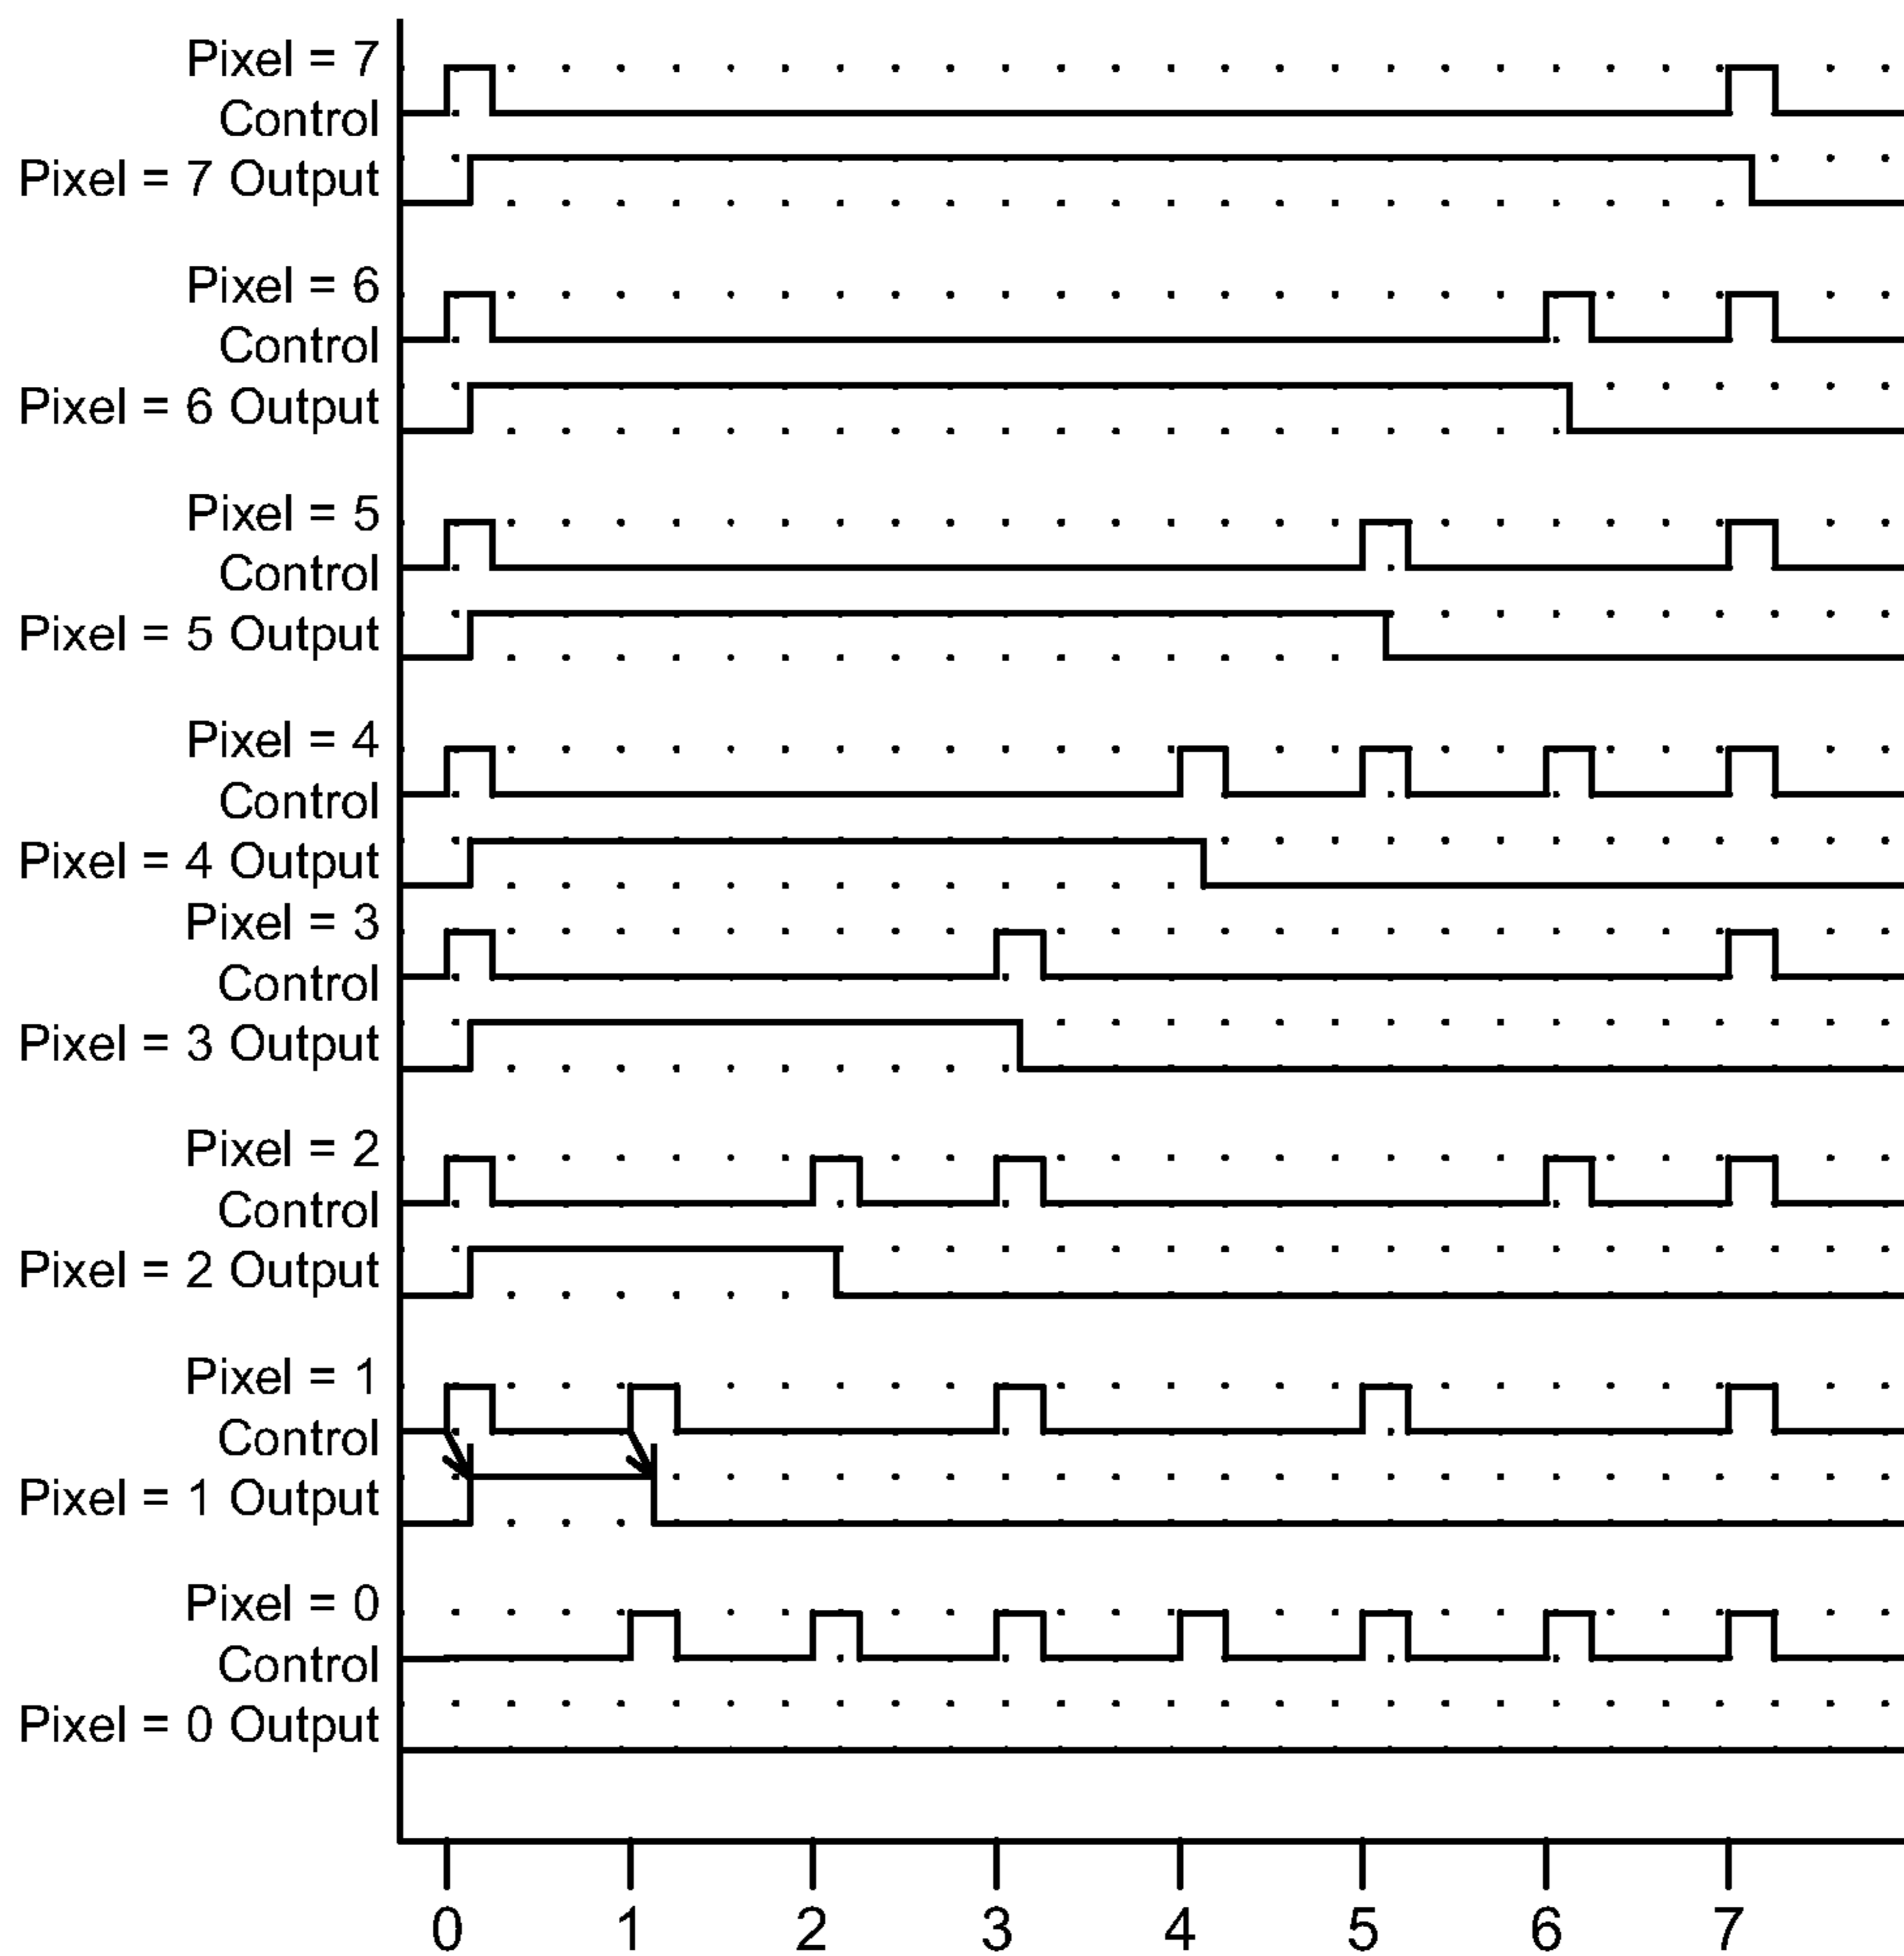 Pixel = 7
Control
Pixel = 7 Output
Pixel = 6
Control
Pixel = 6 Output
Pixel = 5
Control
Pixel = 5 Output
Pixel = 4
Control
Pixel = 4 Output
Pixel = 3
Control
Pixel = 3 Output
Pixel = 2
Control
Pixel = 2 Output
Pixel = 1
Control
Pixel = 1 Output
Pixel = 0
Control
Pixel = 0 Output
0 1 2 3 4 5 6 7